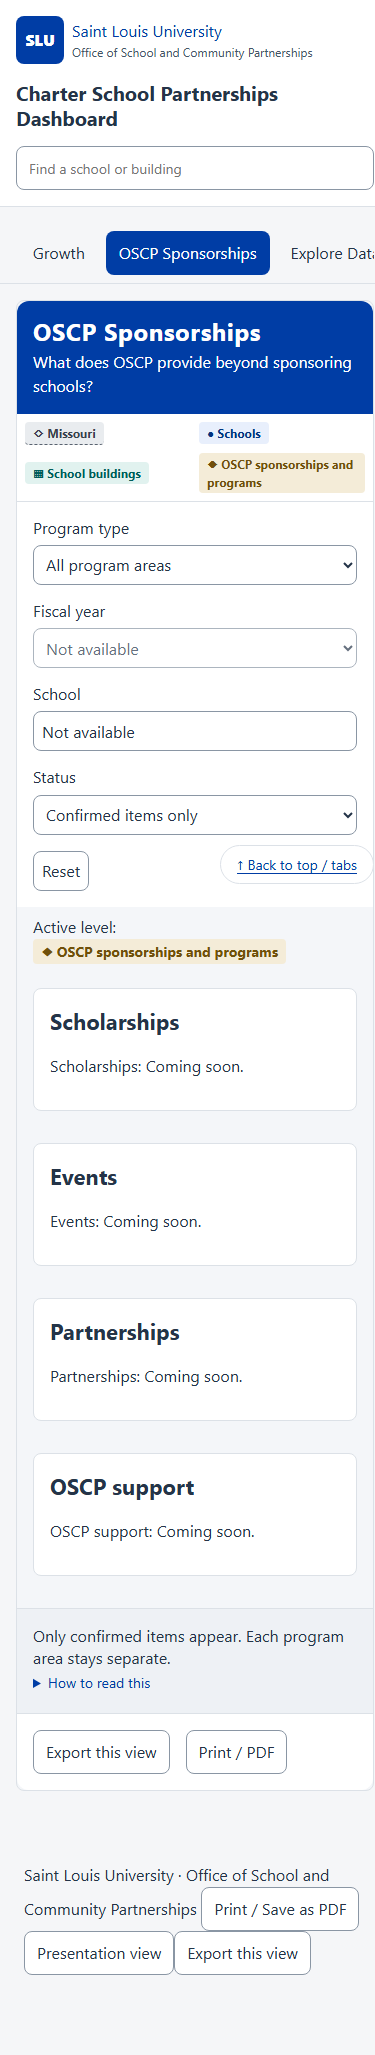 SLU
Saint Louis University
Office of School and Community Partnerships
Charter School Partnerships
Dashboard
Find a school or building
Growth
OSCP Sponsorships
Explore Data
OSCP Sponsorships
What does OSCP provide beyond sponsoring
schools?
◇ Missouri
● Schools
▦ School buildings
◆ OSCP sponsorships and
programs
Program type
All program areas
Fiscal year
Not available
School
Not available
Status
Confirmed items only
Reset
↑ Back to top / tabs
Active level:
◆ OSCP sponsorships and programs
Scholarships
Scholarships: Coming soon.
Events
Events: Coming soon.
Partnerships
Partnerships: Coming soon.
OSCP support
OSCP support: Coming soon.
Only confirmed items appear. Each program
area stays separate.
▶ How to read this
Export this view
Print / PDF
Saint Louis University · Office of School and
Community Partnerships
Print / Save as PDF
Presentation view
Export this view